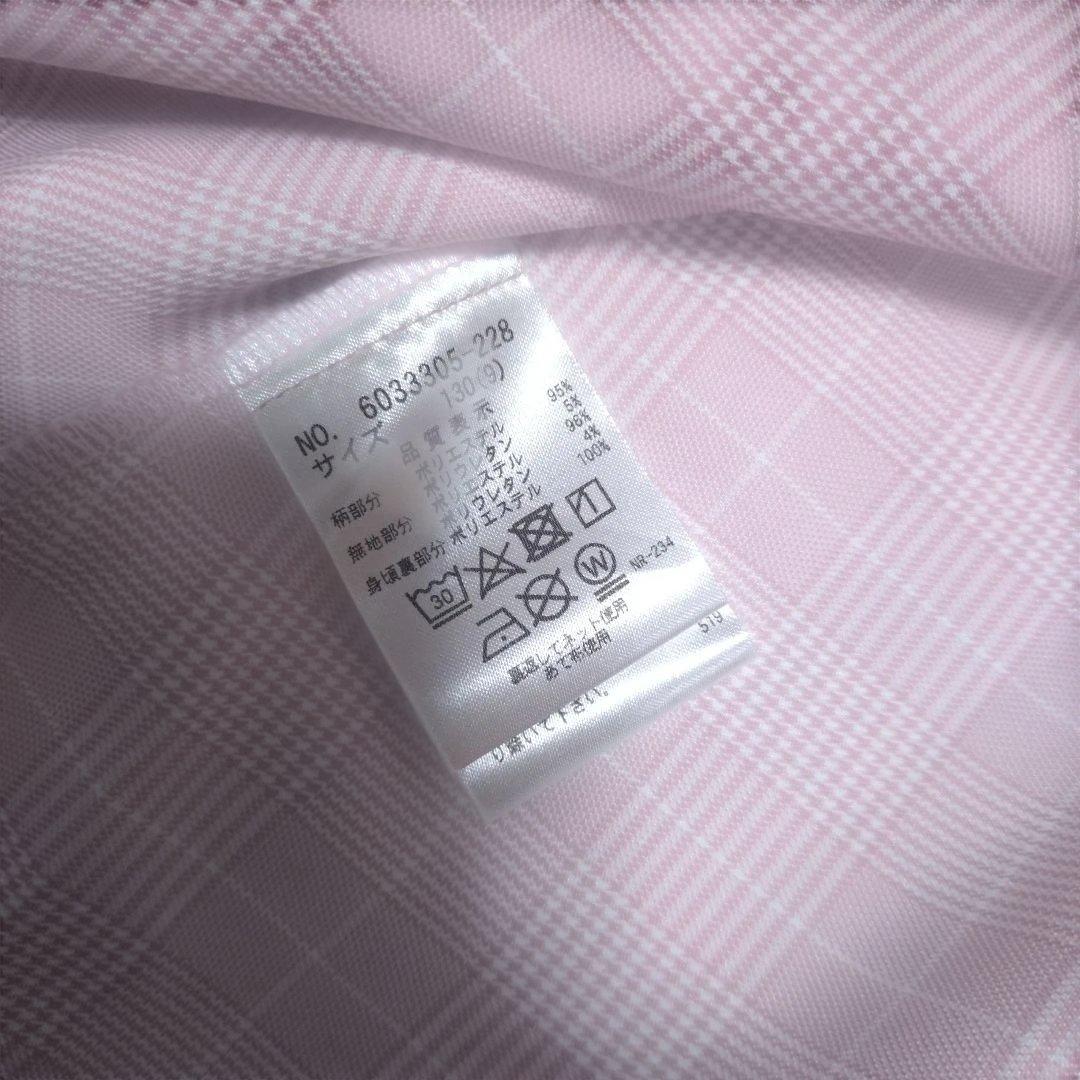 NO. 6033305-228
サイズ 130(9)
品質表示
柄部分 ポリエステル 95%
ポリウレタン 5%
無地部分 ポリエステル 96%
ポリウレタン 4%
身頃裏部分 ポリエステル 100%
30
W
NR-234
裏返してネット使用
あて布使用
519
り除いて下さい。